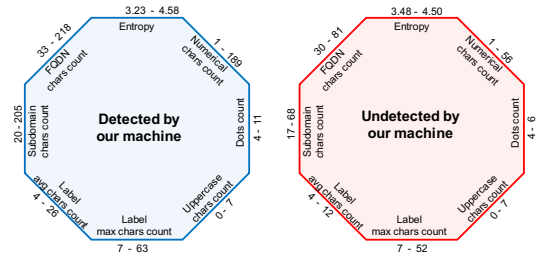 3.23 - 4.58
Entropy
1 - 189
Numerical
chars count
4 - 11
Dots count
0 - 7
Uppercase
chars count
7 - 63
Label
max chars count
4 - 26
Label
avg chars count
20 - 205
Subdomain
chars count
33 - 218
FQDN
chars count
Detected by
our machine
3.48 - 4.50
Entropy
1 - 56
Numerical
chars count
4 - 6
Dots count
0 - 7
Uppercase
chars count
7 - 52
Label
max chars count
4 - 12
Label
avg chars count
17 - 68
Subdomain
chars count
30 - 81
FQDN
chars count
Undetected by
our machine